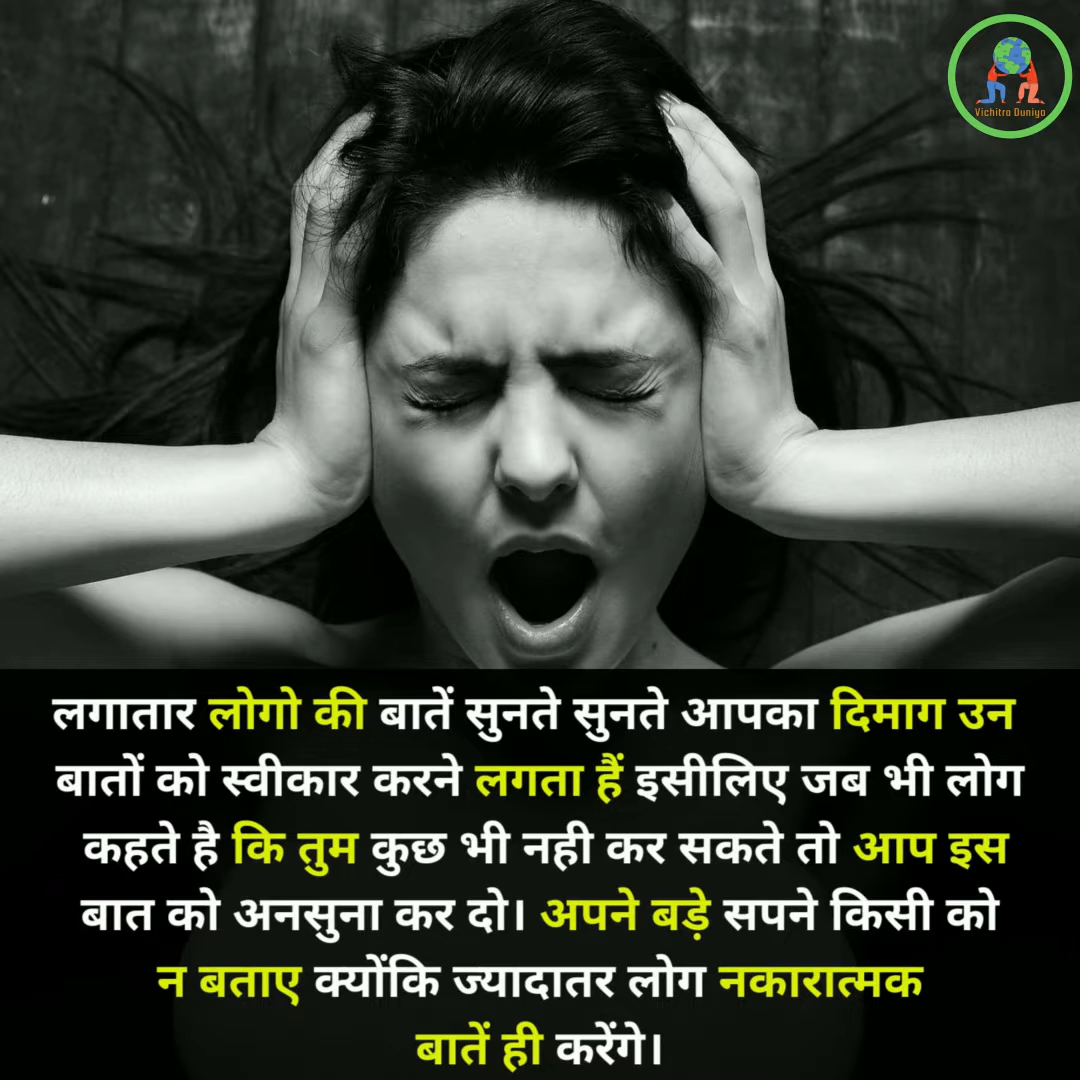 Vichitra Duniya
लगातार लोगो की बातें सुनते सुनते आपका दिमाग उन
बातों को स्वीकार करने लगता हैं इसीलिए जब भी लोग
कहते है कि तुम कुछ भी नही कर सकते तो आप इस
बात को अनसुना कर दो। अपने बड़े सपने किसी को
न बताए क्योंकि ज्यादातर लोग नकारात्मक
बातें ही करेंगे।